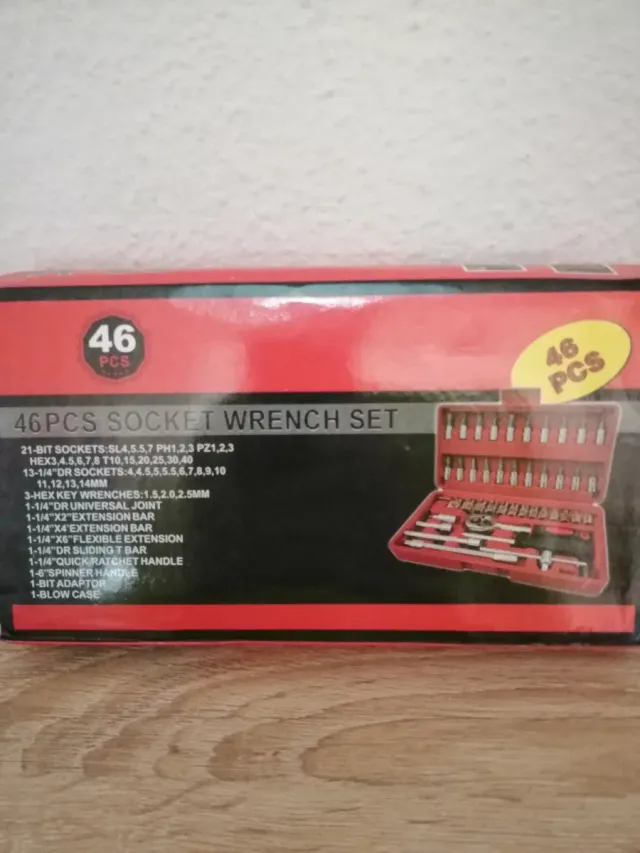 46
PCS
46
PCS
46PCS SOCKET WRENCH SET
21-BIT SOCKETS:SL4,5.5,7 PH1,2,3 PZ1,2,3
HEX3,4,5,6,7,8 T10,15,20,25,30,40
13-1/4"DR SOCKETS:4,4.5,5,5.5,6,7,8,9,10
11,12,13,14MM
3-HEX KEY WRENCHES:1.5,2.0,2.5MM
1-1/4"DR UNIVERSAL JOINT
1-1/4"X2"EXTENSION BAR
1-1/4"X4"EXTENSION BAR
1-1/4"X6"FLEXIBLE EXTENSION
1-1/4"DR SLIDING T BAR
1-1/4"QUICK RATCHET HANDLE
1-6"SPINNER HANDLE
1-BIT ADAPTOR
1-BLOW CASE